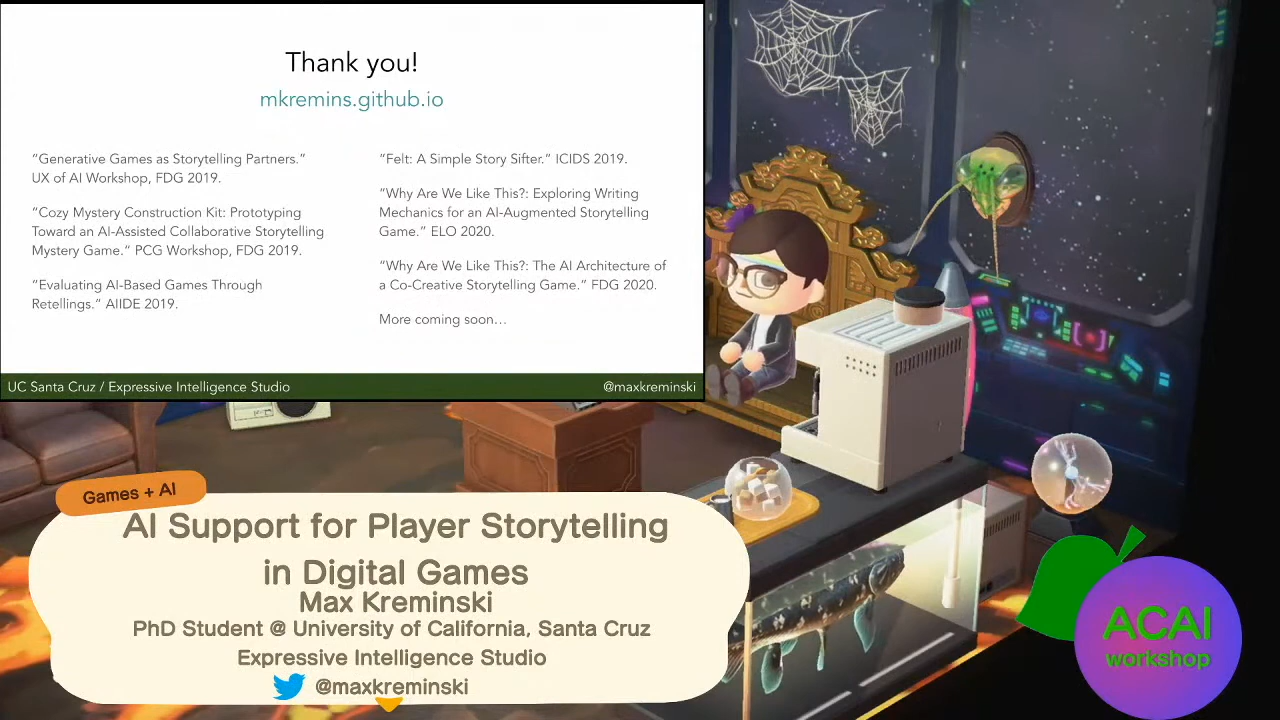 Thank you!
mkremins.github.io
“Generative Games as Storytelling Partners.”
UX of AI Workshop, FDG 2019.
“Cozy Mystery Construction Kit: Prototyping
Toward an AI-Assisted Collaborative Storytelling
Mystery Game.” PCG Workshop, FDG 2019.
“Evaluating AI-Based Games Through
Retellings.” AIIDE 2019.
“Felt: A Simple Story Sifter.” ICIDS 2019.
“Why Are We Like This?: Exploring Writing
Mechanics for an AI-Augmented Storytelling
Game.” ELO 2020.
“Why Are We Like This?: The AI Architecture of
a Co-Creative Storytelling Game.” FDG 2020.
More coming soon…
UC Santa Cruz / Expressive Intelligence Studio
@maxkreminski
Games + AI
AI Support for Player Storytelling
in Digital Games
Max Kreminski
PhD Student @ University of California, Santa Cruz
Expressive Intelligence Studio
@maxkreminski
ACAI
workshop